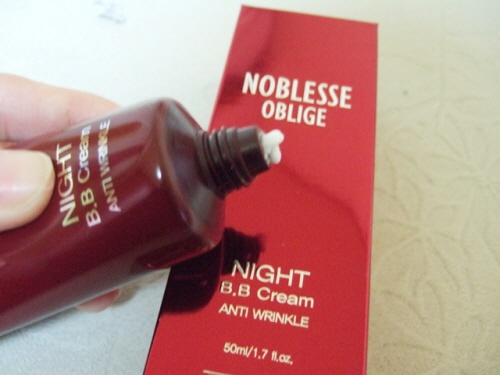 NOBLESSE
OBLIGE
NIGHT
B.B Cream
ANTI WRINKLE
50ml/1.7 fl.oz.
NIGHT
B.B Cream
ANTI WRINKLE